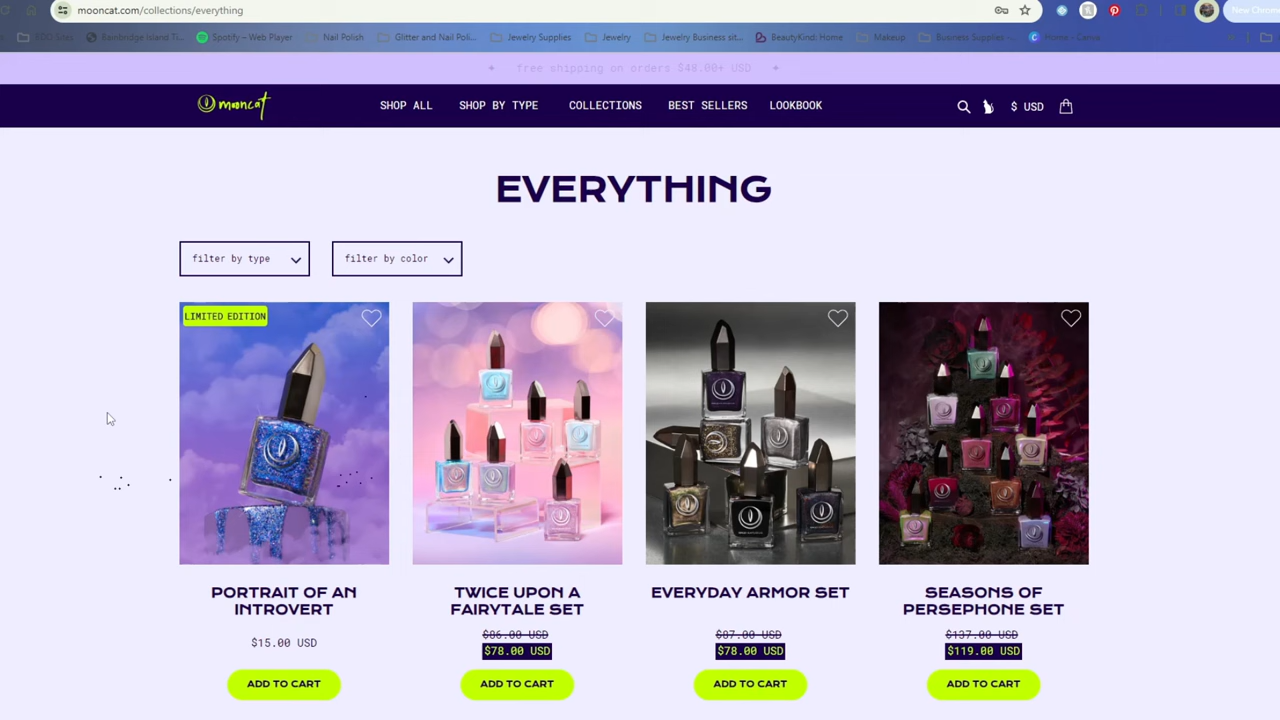 mooncat.com/collections/everything
New Chrome
SEO Sites
Bainbridge Island Ti...
Spotify – Web Player
Nail Polish
Glitter and Nail Poli...
Jewelry Supplies
Jewelry
Jewelry Business sit...
BeautyKind: Home
Makeup
Business Supplies -...
Home - Canva
free shipping on orders $48.00+ USD
mooncat
SHOP ALL
SHOP BY TYPE
COLLECTIONS
BEST SELLERS
LOOKBOOK
$ USD
EVERYTHING
filter by type
filter by color
LIMITED EDITION
PORTRAIT OF AN
INTROVERT
$15.00 USD
ADD TO CART
TWICE UPON A
FAIRYTALE SET
$86.00 USD
$78.00 USD
ADD TO CART
EVERYDAY ARMOR SET
$87.00 USD
$78.00 USD
ADD TO CART
SEASONS OF
PERSEPHONE SET
$137.00 USD
$119.00 USD
ADD TO CART